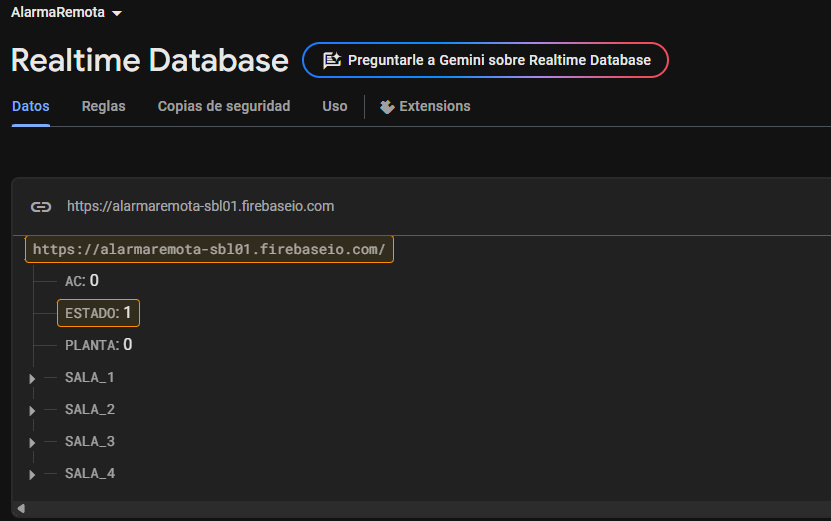 AlarmaRemota
Realtime Database
Preguntarle a Gemini sobre Realtime Database
Datos Reglas Copias de seguridad Uso Extensions
https://alarmaremota-sbl01.firebaseio.com
https://alarmaremota-sbl01.firebaseio.com/
AC: 0
ESTADO: 1
PLANTA: 0
SALA_1
SALA_2
SALA_3
SALA_4